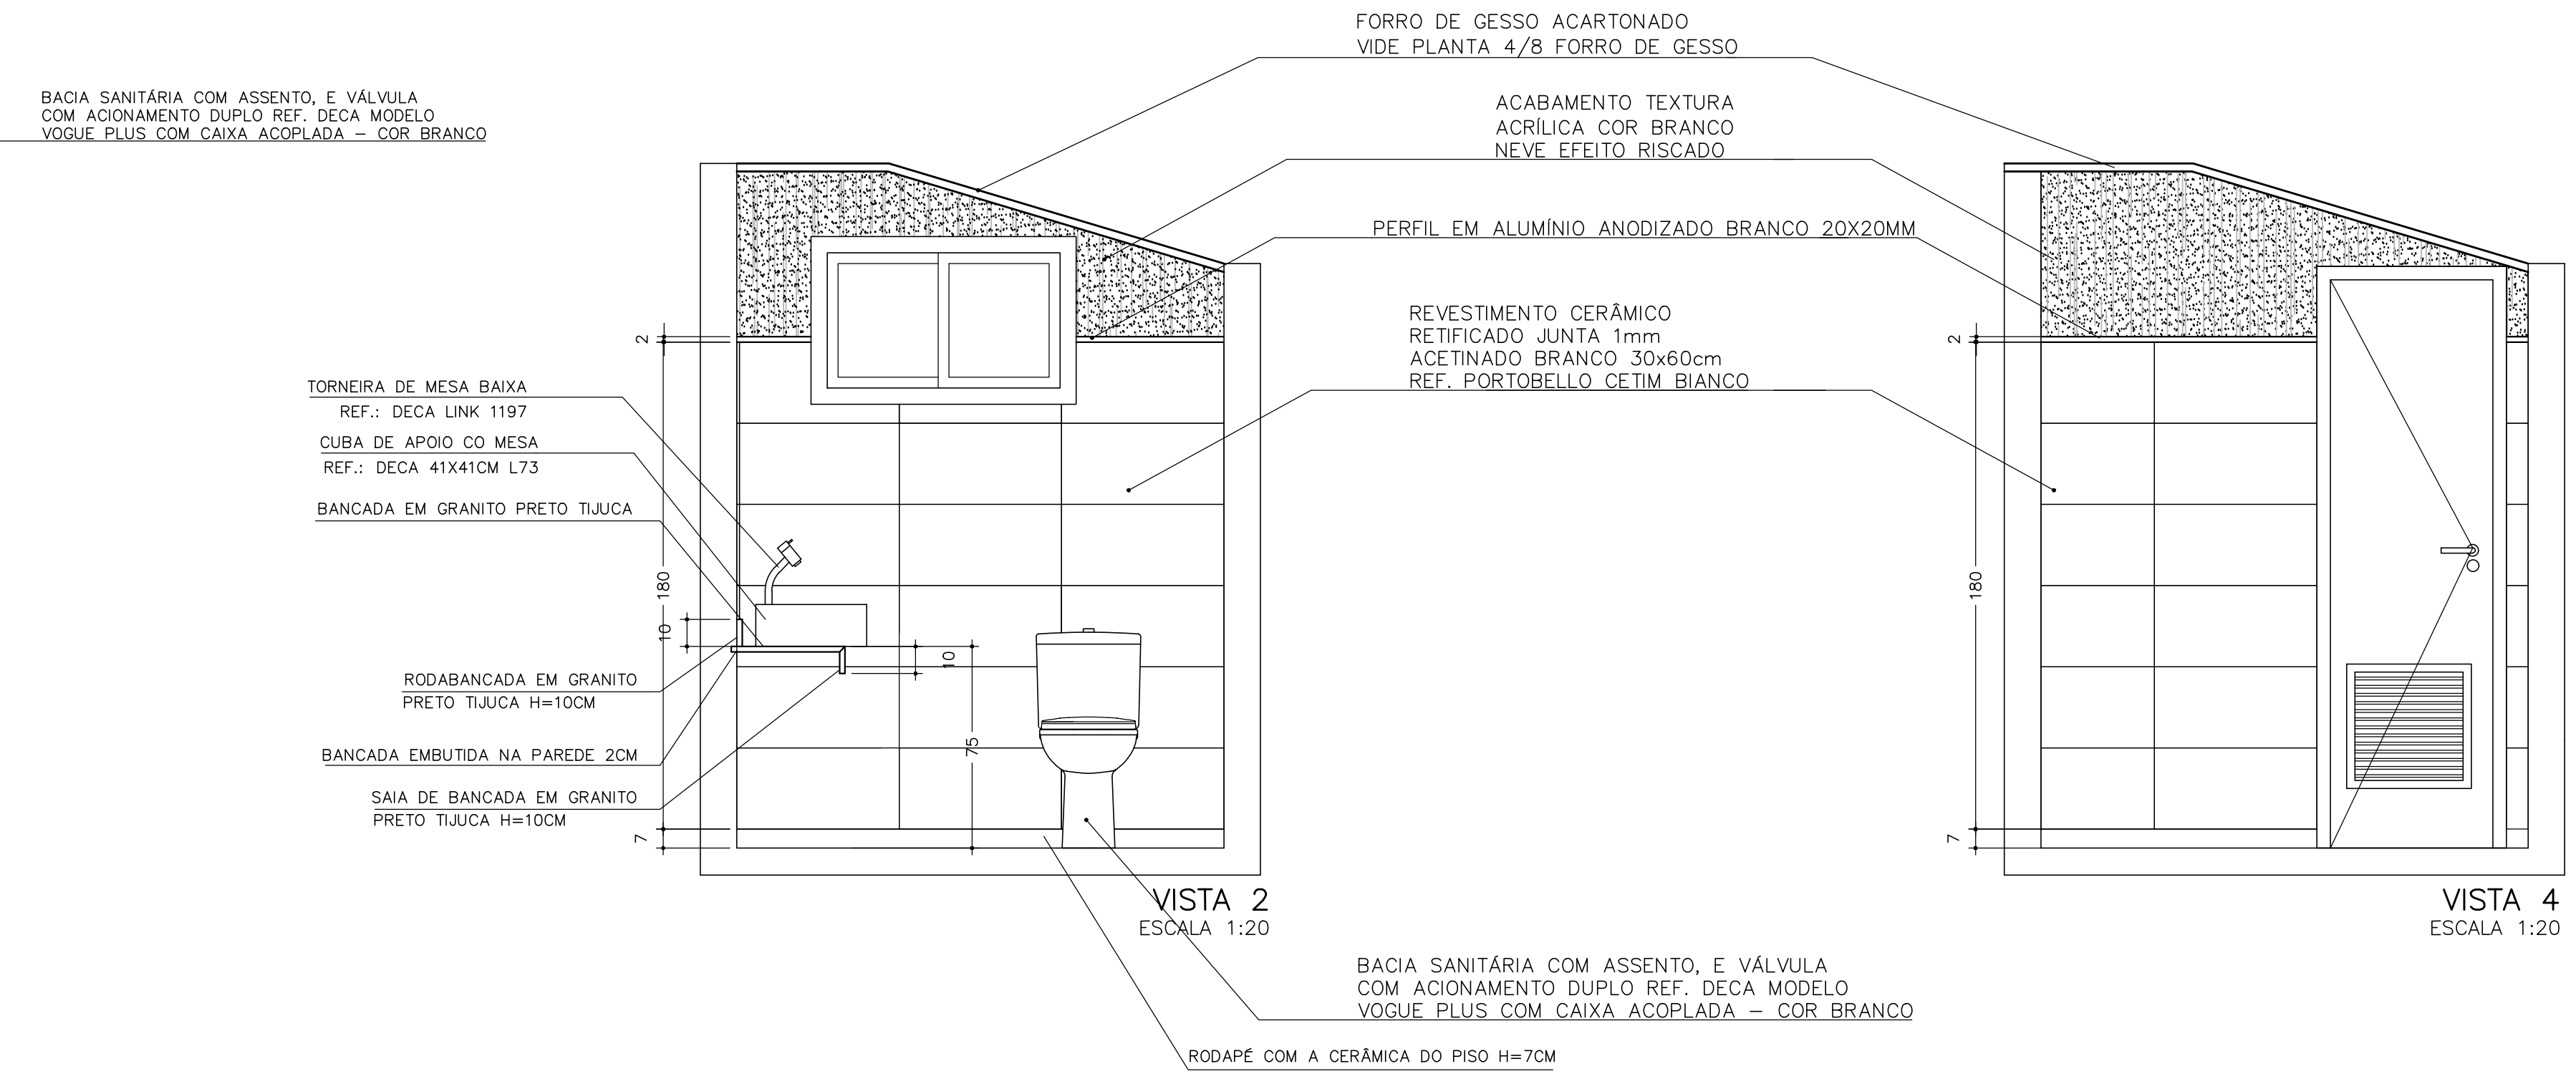 FORRO DE GESSO ACARTONADO
VIDE PLANTA 4/8 FORRO DE GESSO
BACIA SANITÁRIA COM ASSENTO, E VÁLVULA
COM ACIONAMENTO DUPLO REF. DECA MODELO
VOGUE PLUS COM CAIXA ACOPLADA – COR BRANCO
ACABAMENTO TEXTURA
ACRÍLICA COR BRANCO
NEVE EFEITO RISCADO
PERFIL EM ALUMÍNIO ANODIZADO BRANCO 20X20MM
REVESTIMENTO CERÂMICO
RETIFICADO JUNTA 1mm
ACETINADO BRANCO 30x60cm
REF. PORTOBELLO CETIM BIANCO
2
2
TORNEIRA DE MESA BAIXA
REF.: DECA LINK 1197
CUBA DE APOIO CO MESA
REF.: DECA 41X41CM L73
BANCADA EM GRANITO PRETO TIJUCA
180
10
10
75
180
RODABANCADA EM GRANITO
PRETO TIJUCA H=10CM
BANCADA EMBUTIDA NA PAREDE 2CM
SAIA DE BANCADA EM GRANITO
PRETO TIJUCA H=10CM
7
7
VISTA 2
ESCALA 1:20
VISTA 4
ESCALA 1:20
BACIA SANITÁRIA COM ASSENTO, E VÁLVULA
COM ACIONAMENTO DUPLO REF. DECA MODELO
VOGUE PLUS COM CAIXA ACOPLADA – COR BRANCO
RODAPÉ COM A CERÂMICA DO PISO H=7CM